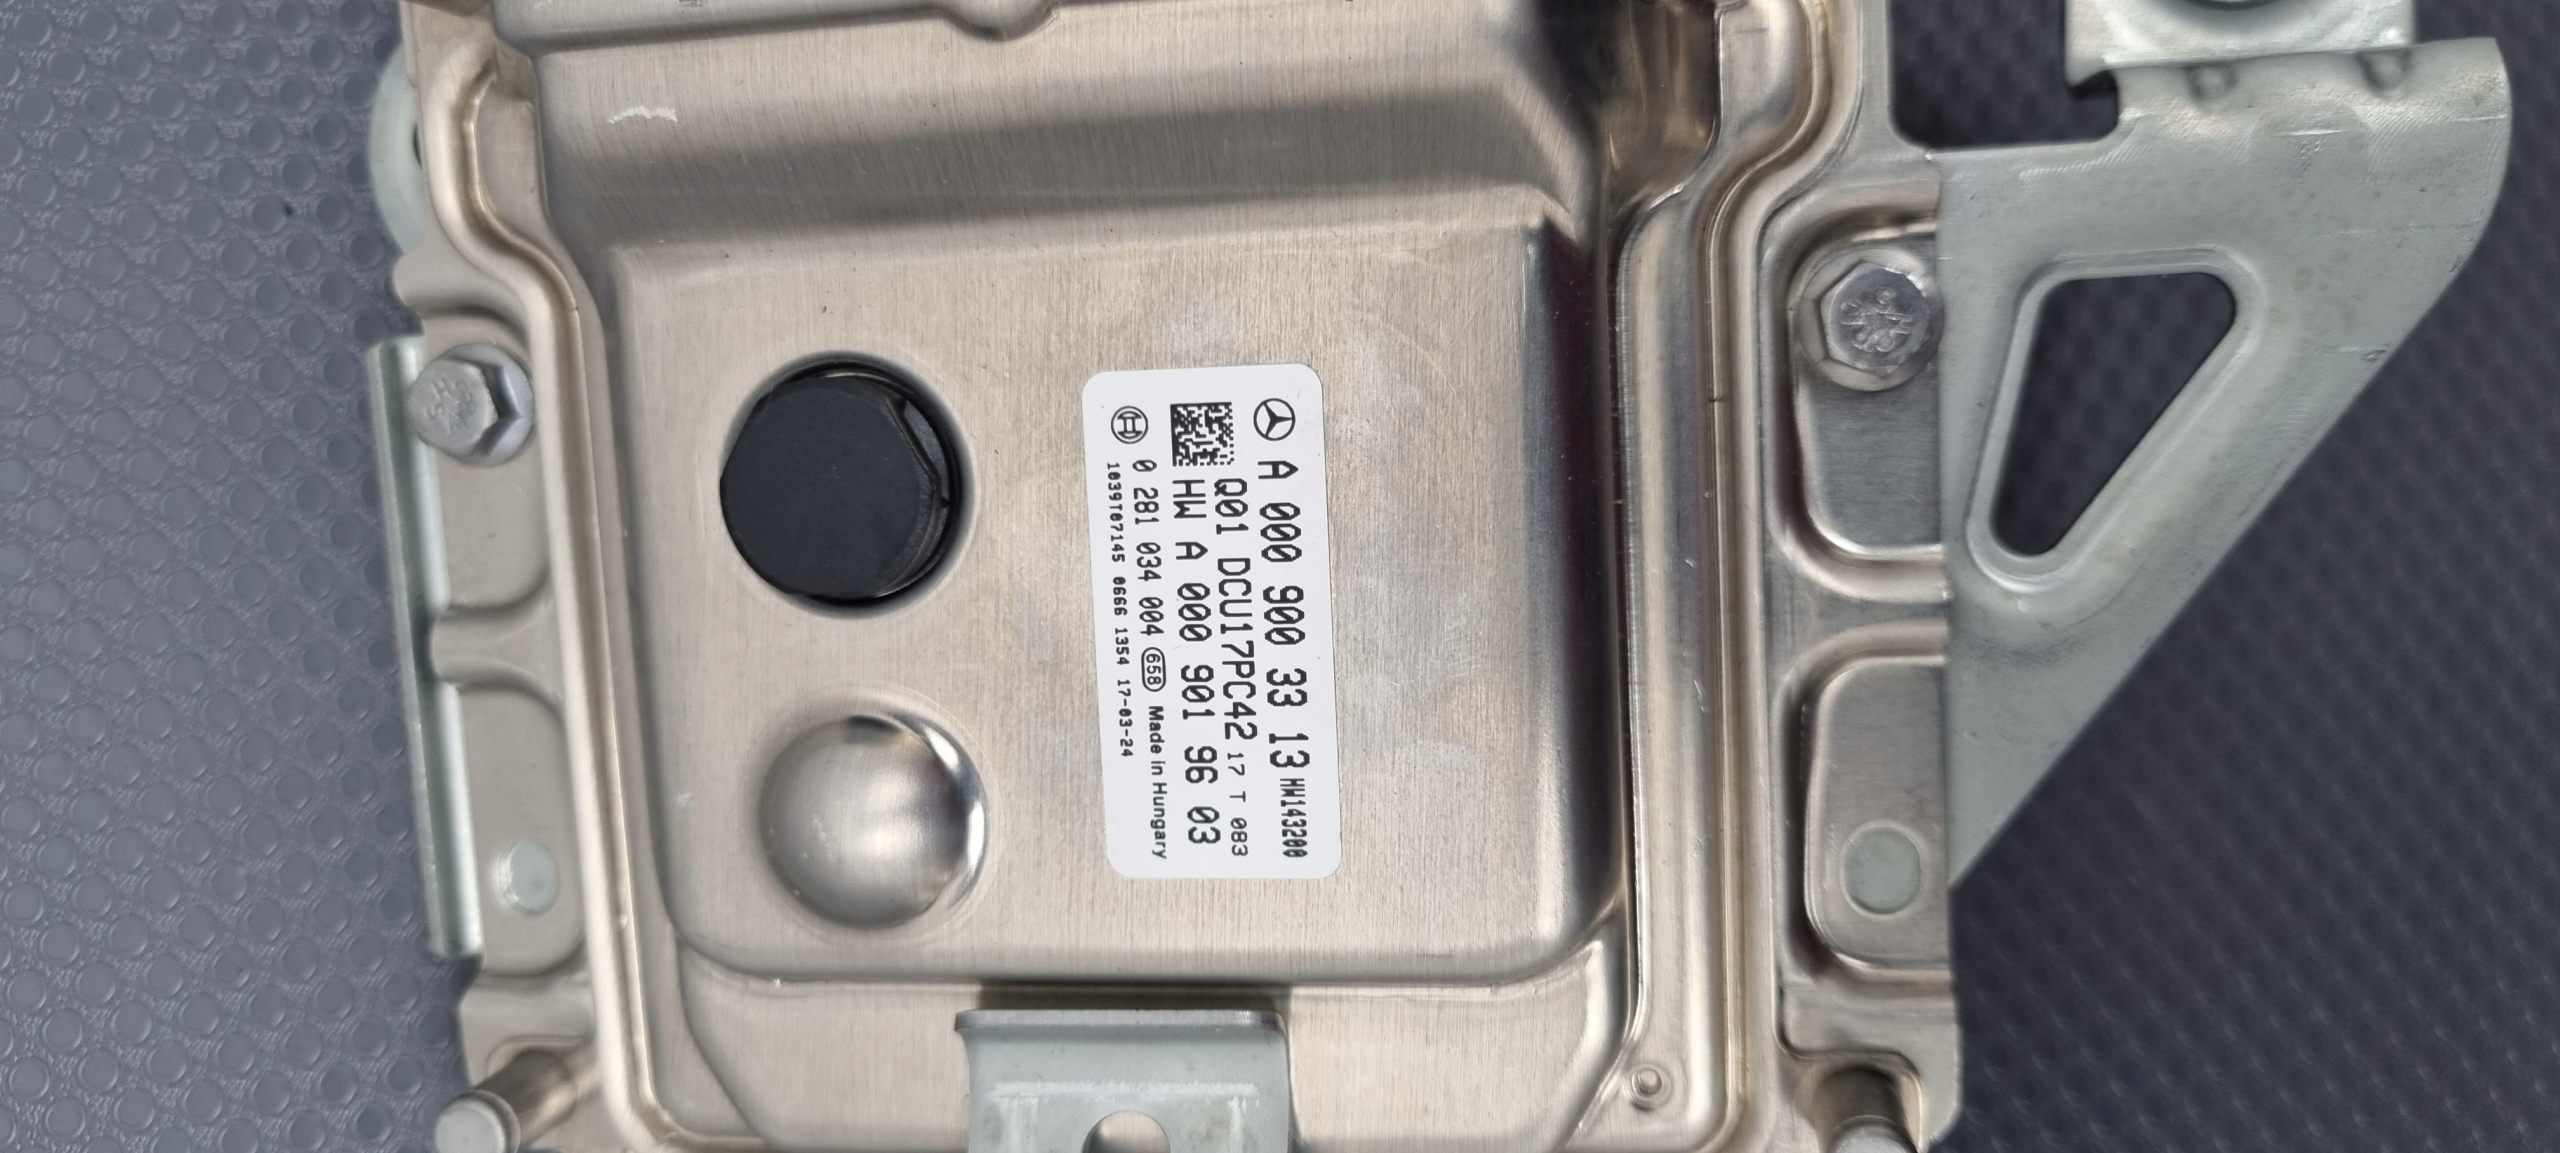 A 000 900 33 13 HW143200
Q01 DCU17PC42 17 T 083
HW A 000 901 96 03
0 281 034 004 658 Made in Hungary
1039T07145 0666 1354 17-03-24